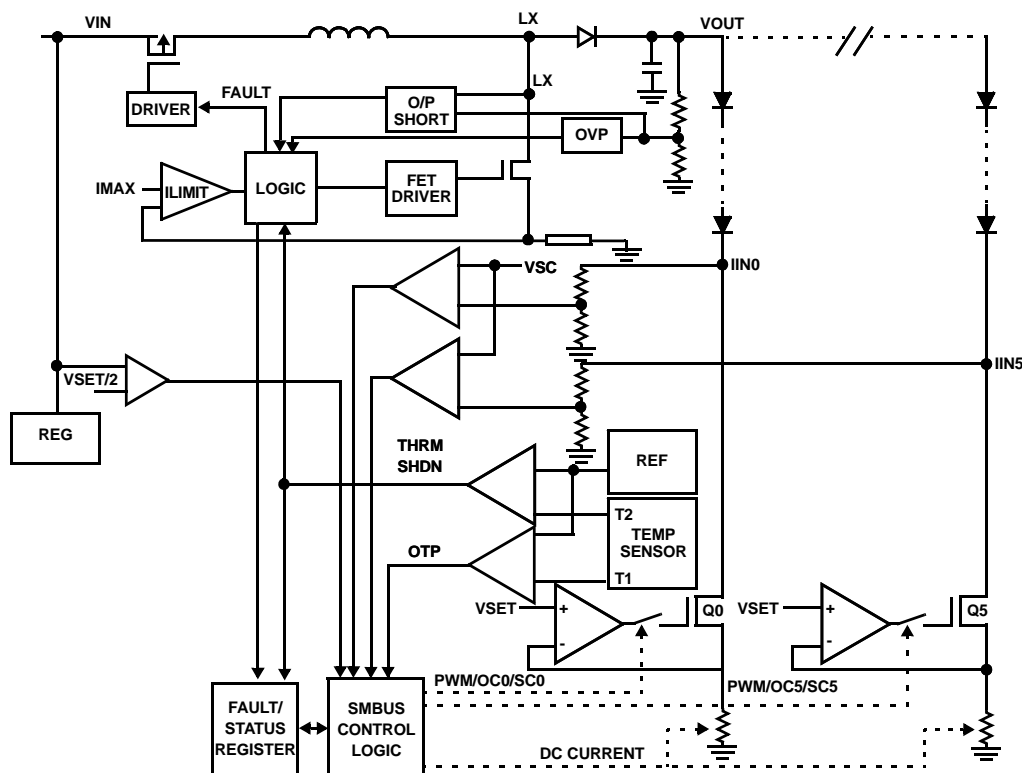 VIN
LX
VOUT
LX
FAULT
DRIVER
O/P
SHORT
OVP
IMAX
ILIMIT
LOGIC
FET
DRIVER
VSC
IIN0
IIN5
VSET/2
REG
THRM
SHDN
REF
T2
TEMP
SENSOR
T1
OTP
VSET
+
-
Q0
VSET
+
-
Q5
PWM/OC0/SC0
PWM/OC5/SC5
FAULT/
STATUS
REGISTER
SMBUS
CONTROL
LOGIC
DC CURRENT